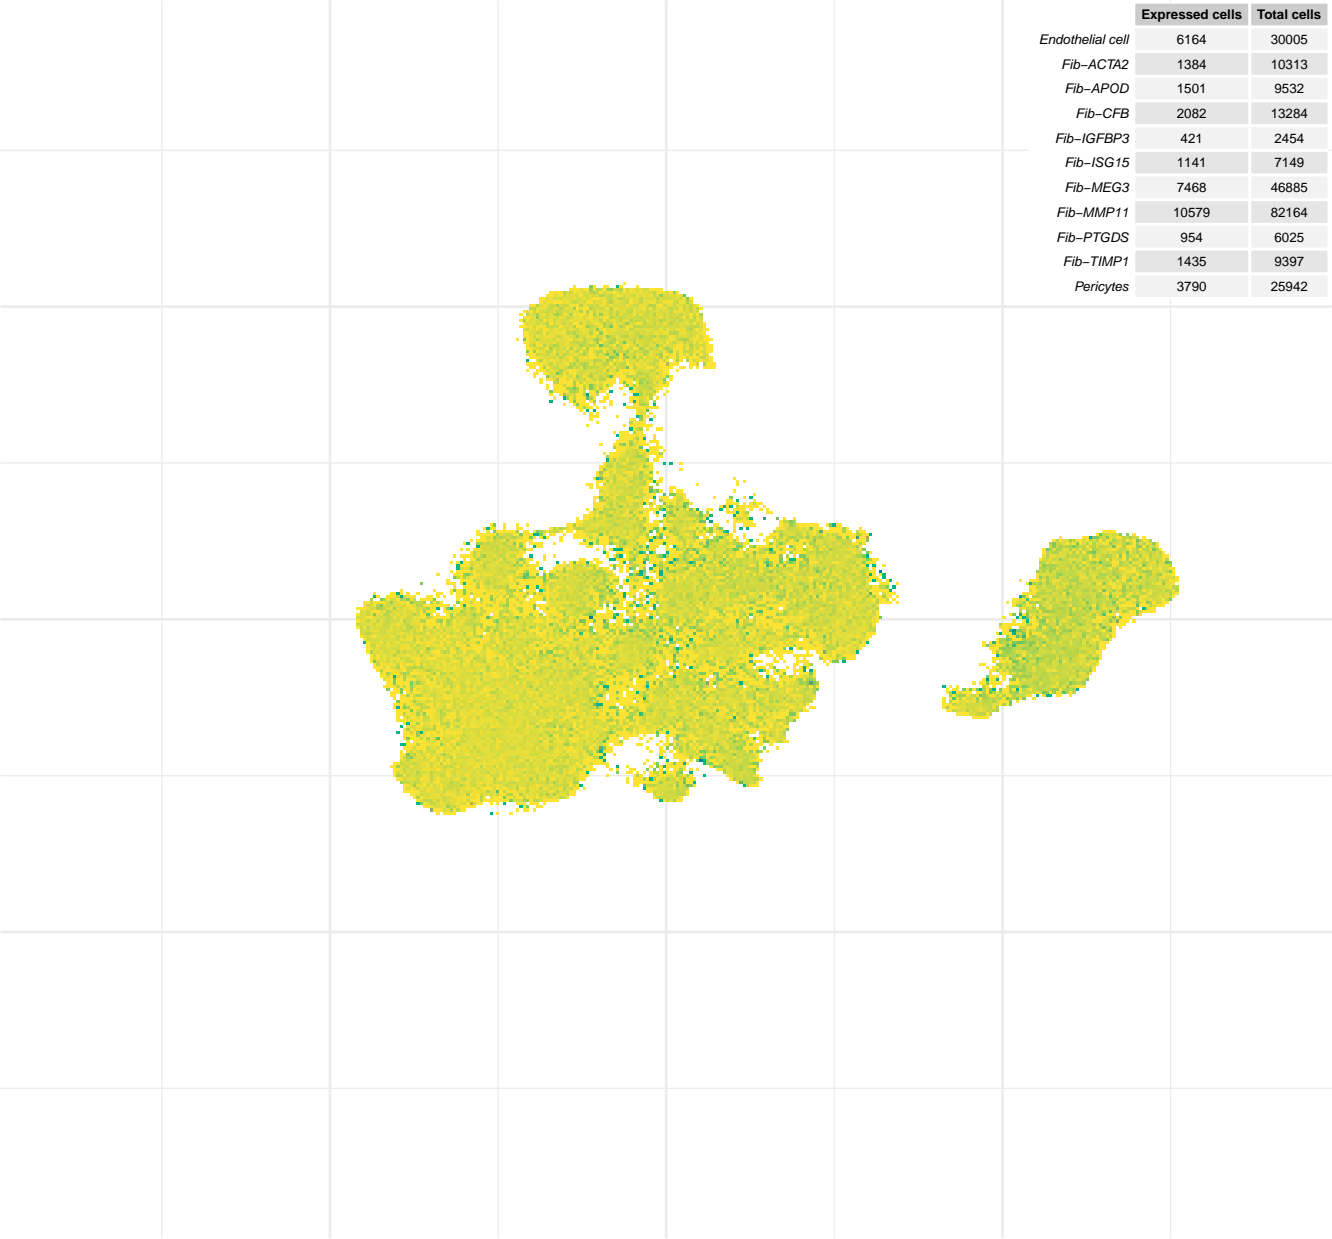 Expressed cells Total cells
Endothelial cell 6164 30005
Fib−ACTA2 1384 10313
Fib−APOD 1501 9532
Fib−CFB 2082 13284
Fib−IGFBP3 421 2454
Fib−ISG15 1141 7149
Fib−MEG3 7468 46885
Fib−MMP11 10579 82164
Fib−PTGDS 954 6025
Fib−TIMP1 1435 9397
Pericytes 3790 25942